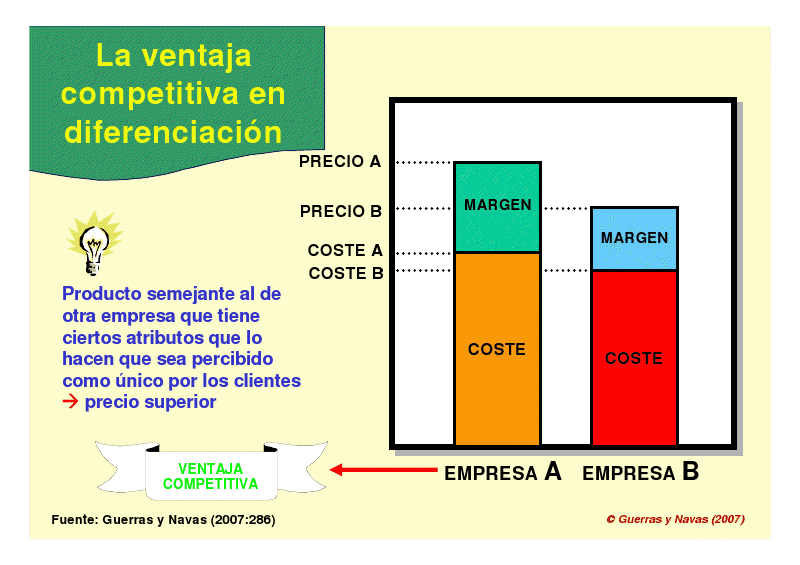 La ventaja
competitiva en
diferenciación
PRECIO A
PRECIO B
COSTE A
COSTE B
MARGEN
MARGEN
COSTE
COSTE
Producto semejante al de
otra empresa que tiene
ciertos atributos que lo
hacen que sea percibido
como único por los clientes
→ precio superior
VENTAJA
COMPETITIVA
EMPRESA A
EMPRESA B
Fuente: Guerras y Navas (2007:286)
© Guerras y Navas (2007)